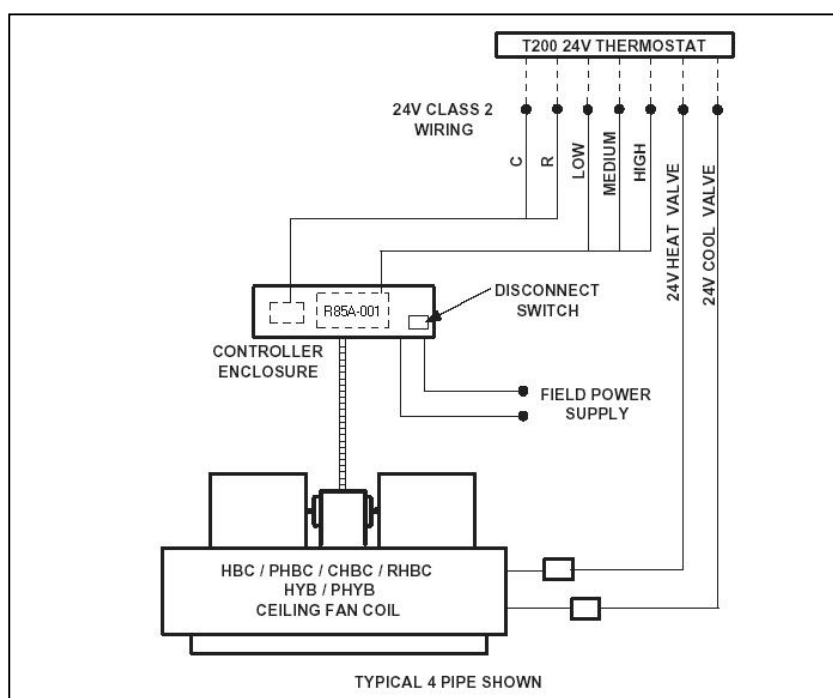 T200 24V THERMOSTAT
24V CLASS 2
WIRING
C
R
LOW
MEDIUM
HIGH
24V HEAT VALVE
24V COOL VALVE
R85A-001
DISCONNECT
SWITCH
CONTROLLER
ENCLOSURE
FIELD POWER
SUPPLY
HBC / PHBC / CHBC / RHBC
HYB / PHYB
CEILING FAN COIL
TYPICAL 4 PIPE SHOWN